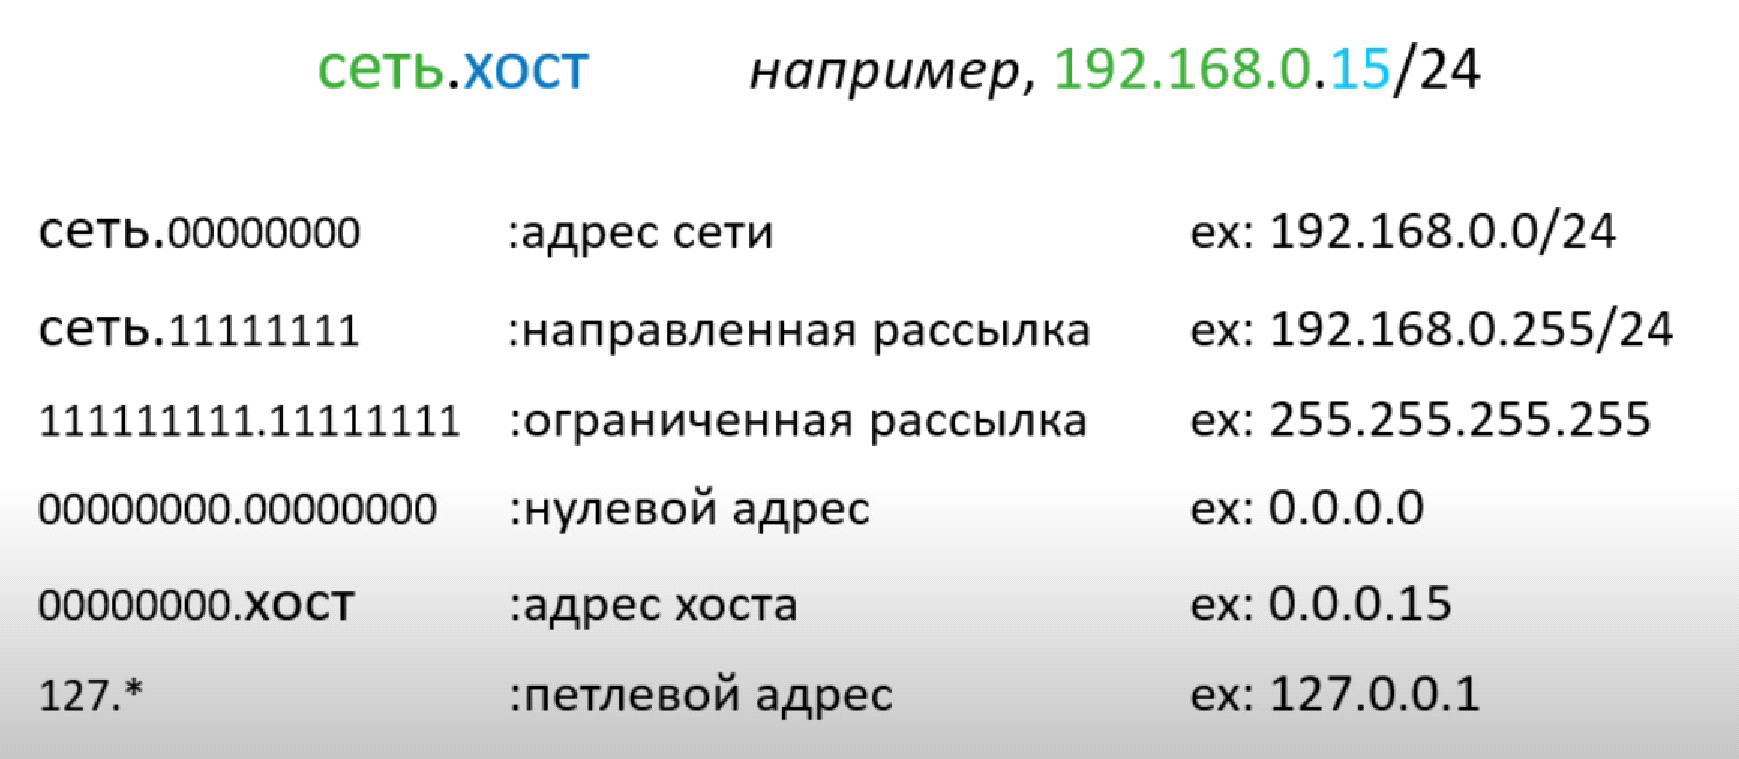 сеть.хост например, 192.168.0.15/24
сеть.00000000 :адрес сети ex: 192.168.0.0/24
сеть.11111111 :направленная рассылка ex: 192.168.0.255/24
111111111.11111111 :ограниченная рассылка ex: 255.255.255.255
00000000.00000000 :нулевой адрес ex: 0.0.0.0
00000000.хост :адрес хоста ex: 0.0.0.15
127.* :петлевой адрес ex: 127.0.0.1